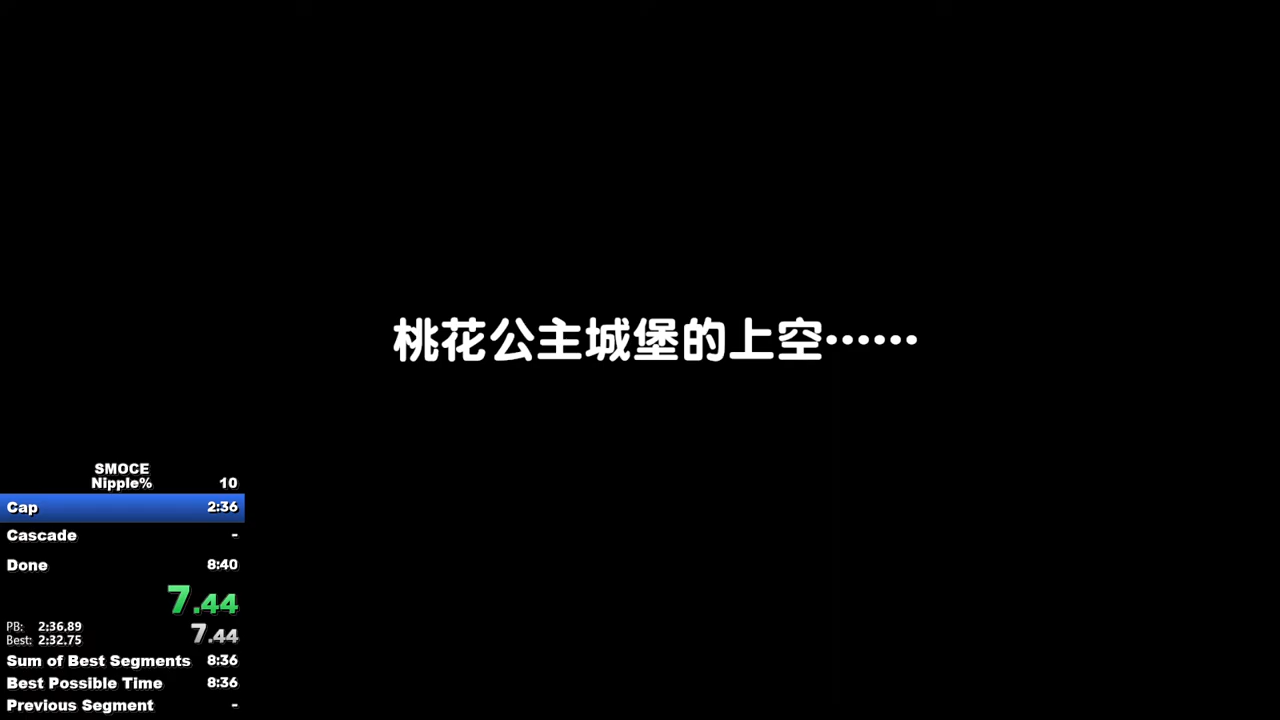 桃花公主城堡的上空……
SMOCE
Nipple% 10
Cap 2:36
Cascade -
Done 8:40
7.44
PB: 2:36.89 7.44
Best: 2:32.75
Sum of Best Segments 8:36
Best Possible Time 8:36
Previous Segment -